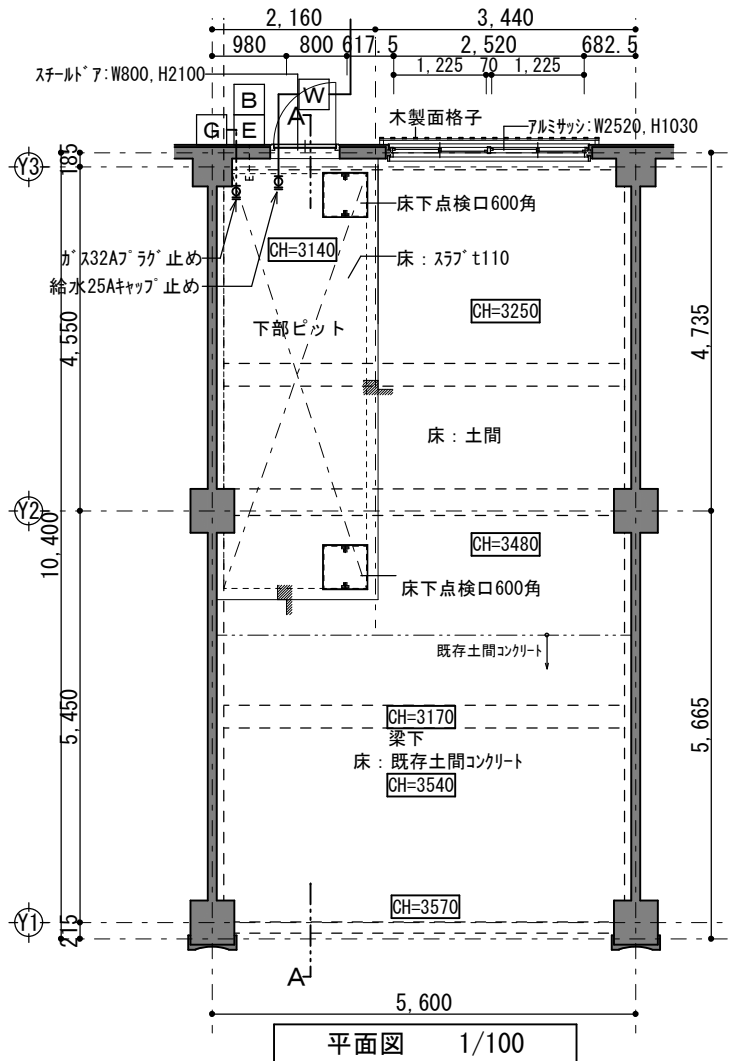 2,160 3,440
980 800 617.5 2,520 682.5
1,225 70 1,225
ｽﾁｰﾙﾄﾞｱ:W800,H2100
B W
G E A
木製面格子
ｱﾙﾐｻｯｼ:W2520,H1030
Y3
185
E
床下点検口600角
ｶﾞｽ32Aﾌﾟﾗｸﾞ止め
CH=3140
床：ｽﾗﾌﾞt110
給水25Aｷｬｯﾌﾟ止め
CH=3250
下部ピット
4,550
4,735
床：土間
Y2
10,400
CH=3480
床下点検口600角
既存土間ｺﾝｸﾘｰﾄ
5,450
5,665
CH=3170
梁下
床：既存土間ｺﾝｸﾘｰﾄ
CH=3540
CH=3570
Y1
215
A
5,600
平面図 1/100